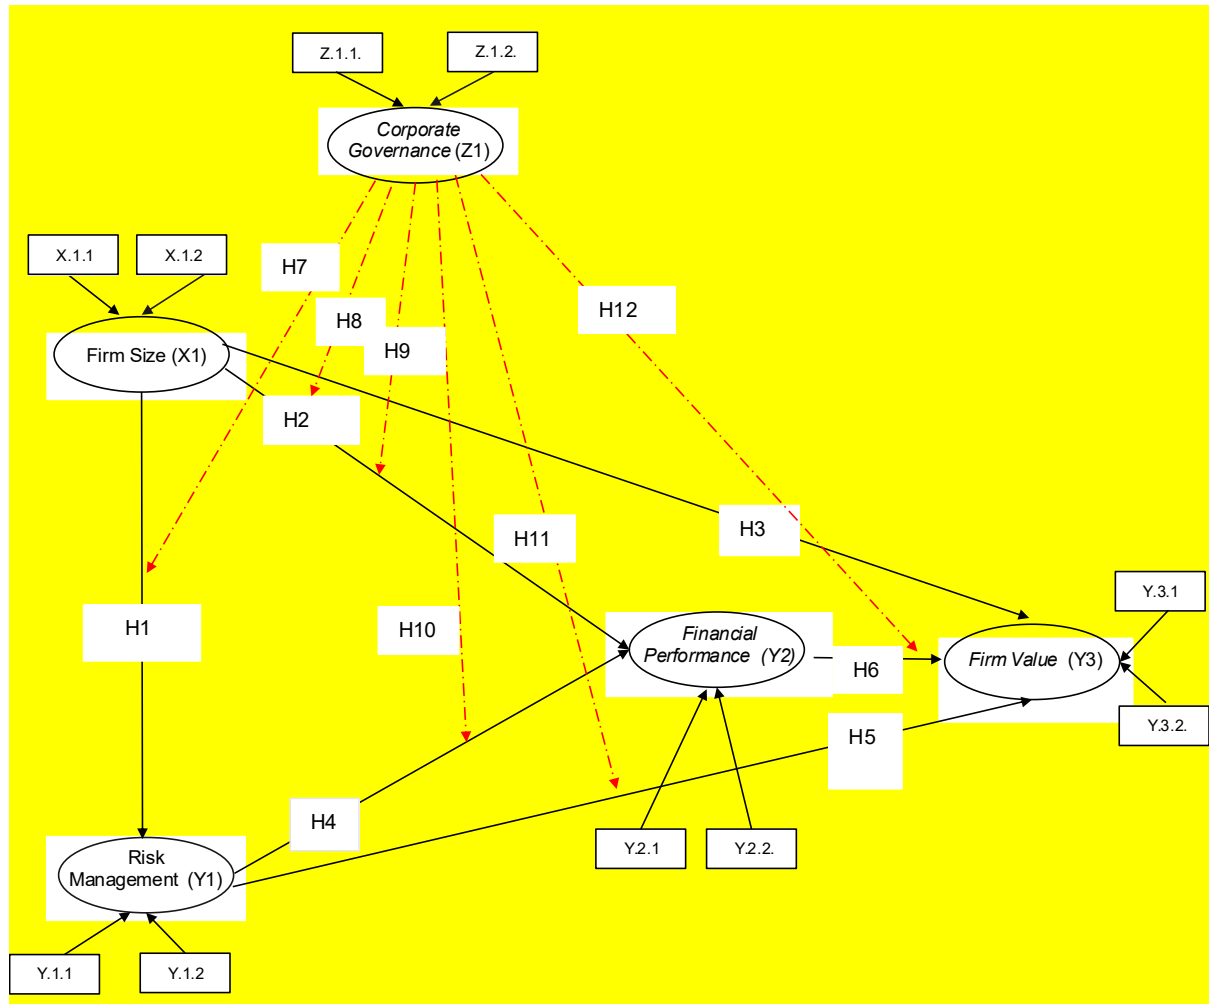 Z.1.1.
Z.1.2.
Corporate
Governance (Z1)
X.1.1
X.1.2
H7
H8
H9
H12
Firm Size (X1)
H2
H3
H11
H1
H10
Y.3.1
Financial
Performance (Y2)
H6
Firm Value (Y3)
Y.3.2.
H5
H4
Y.2.1
Y.2.2.
Risk
Management (Y1)
Y.1.1
Y.1.2